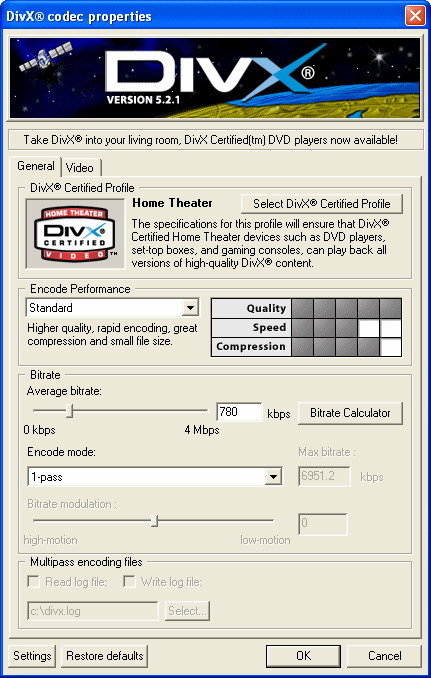 DivX® codec properties
DivX®
VERSION 5.2.1
Take DivX® into your living room, DivX Certified(tm) DVD players now available!
General
Video
DivX® Certified Profile
HOME THEATER
DivX
CERTIFIED
VIDEO™
Home Theater
Select DivX® Certified Profile
The specifications for this profile will ensure that DivX®
Certified Home Theater devices such as DVD players,
set-top boxes, and gaming consoles, can play back all
versions of high-quality DivX® content.
Encode Performance
Standard
Higher quality, rapid encoding, great
compression and small file size.
Quality
Speed
Compression
Bitrate
Average bitrate:
780 kbps
Bitrate Calculator
0 kbps
4 Mbps
Encode mode:
Max bitrate :
1-pass
6951.2 kbps
Bitrate modulation :
0
high-motion
low-motion
Multipass encoding files
Read log file:
Write log file:
c:\divx.log
Select...
Settings
Restore defaults
OK
Cancel